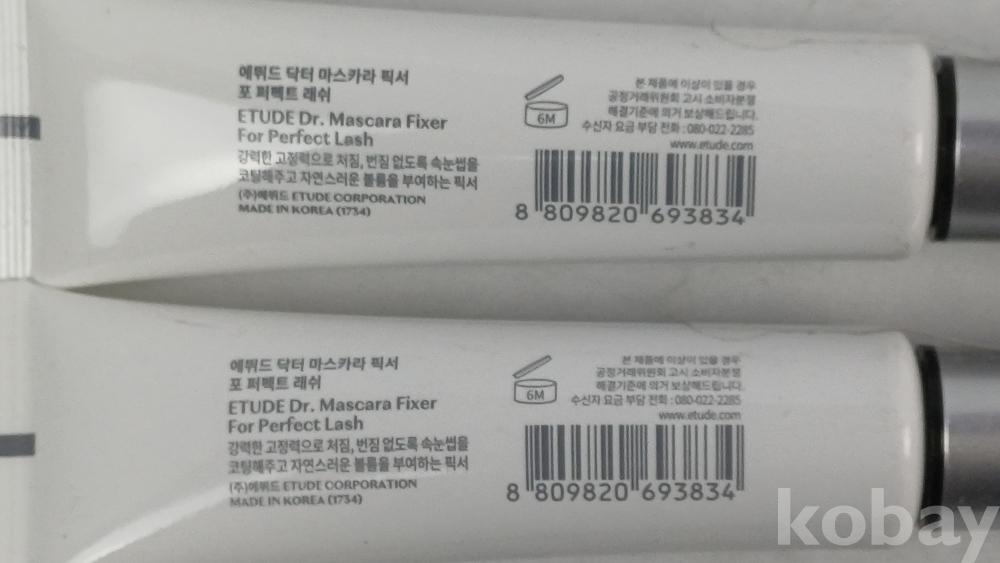 에뛰드 닥터 마스카라 픽서
포 퍼펙트 래쉬
ETUDE Dr. Mascara Fixer
For Perfect Lash
강력한 고정력으로 처짐, 번짐 없도록 속눈썹을
코팅해주고 자연스러운 볼륨을 부여하는 픽서
(주)에뛰드 ETUDE CORPORATION
MADE IN KOREA (1734)
6M
본 제품에 이상이 있을 경우
공정거래위원회 고시 소비자분쟁
해결기준에 의거 보상해드립니다.
수신자 요금 부담 전화 : 080-022-2285
www.etude.com
8 809820 693834
에뛰드 닥터 마스카라 픽서
포 퍼펙트 래쉬
ETUDE Dr. Mascara Fixer
For Perfect Lash
강력한 고정력으로 처짐, 번짐 없도록 속눈썹을
코팅해주고 자연스러운 볼륨을 부여하는 픽서
(주)에뛰드 ETUDE CORPORATION
MADE IN KOREA (1734)
6M
본 제품에 이상이 있을 경우
공정거래위원회 고시 소비자분쟁
해결기준에 의거 보상해드립니다.
수신자 요금 부담 전화 : 080-022-2285
www.etude.com
8 809820 693834
kobay